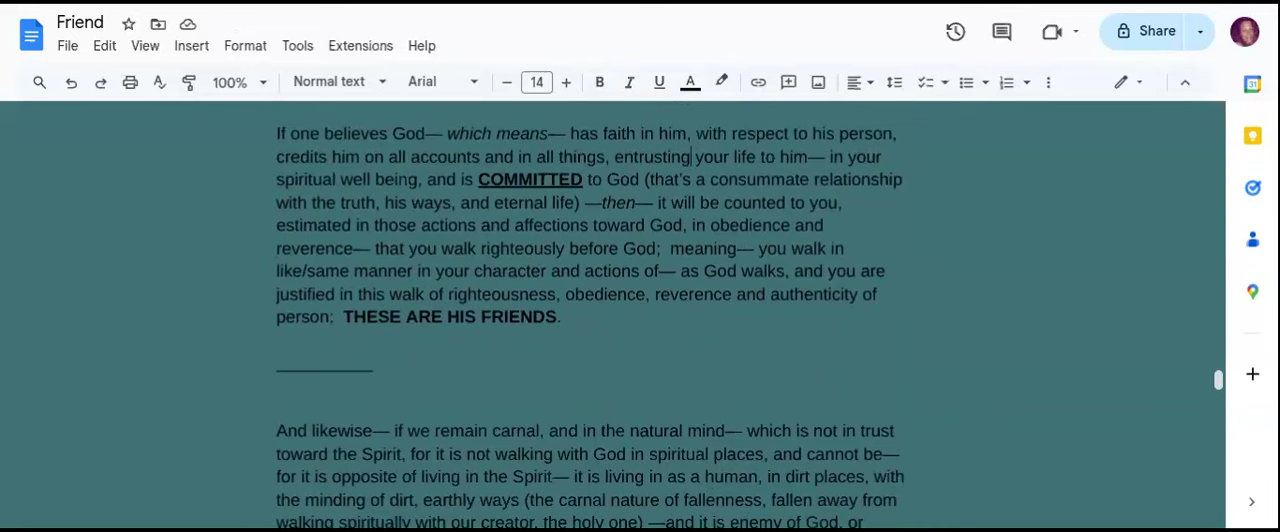 Friend
File Edit View Insert Format Tools Extensions Help
Share
100% Normal text Arial 14 B I U A
31
If one believes God— which means— has faith in him, with respect to his person,
credits him on all accounts and in all things, entrusting your life to him— in your
spiritual well being, and is COMMITTED to God (that's a consummate relationship
with the truth, his ways, and eternal life) —then— it will be counted to you,
estimated in those actions and affections toward God, in obedience and
reverence— that you walk righteously before God;  meaning— you walk in
like/same manner in your character and actions of— as God walks, and you are
justified in this walk of righteousness, obedience, reverence and authenticity of
person;  THESE ARE HIS FRIENDS.
And likewise— if we remain carnal, and in the natural mind— which is not in trust
toward the Spirit, for it is not walking with God in spiritual places, and cannot be—
for it is opposite of living in the Spirit— it is living in as a human, in dirt places, with
the minding of dirt, earthly ways (the carnal nature of fallenness, fallen away from
walking spiritually with our creator, the holy one) —and it is enemy of God, or